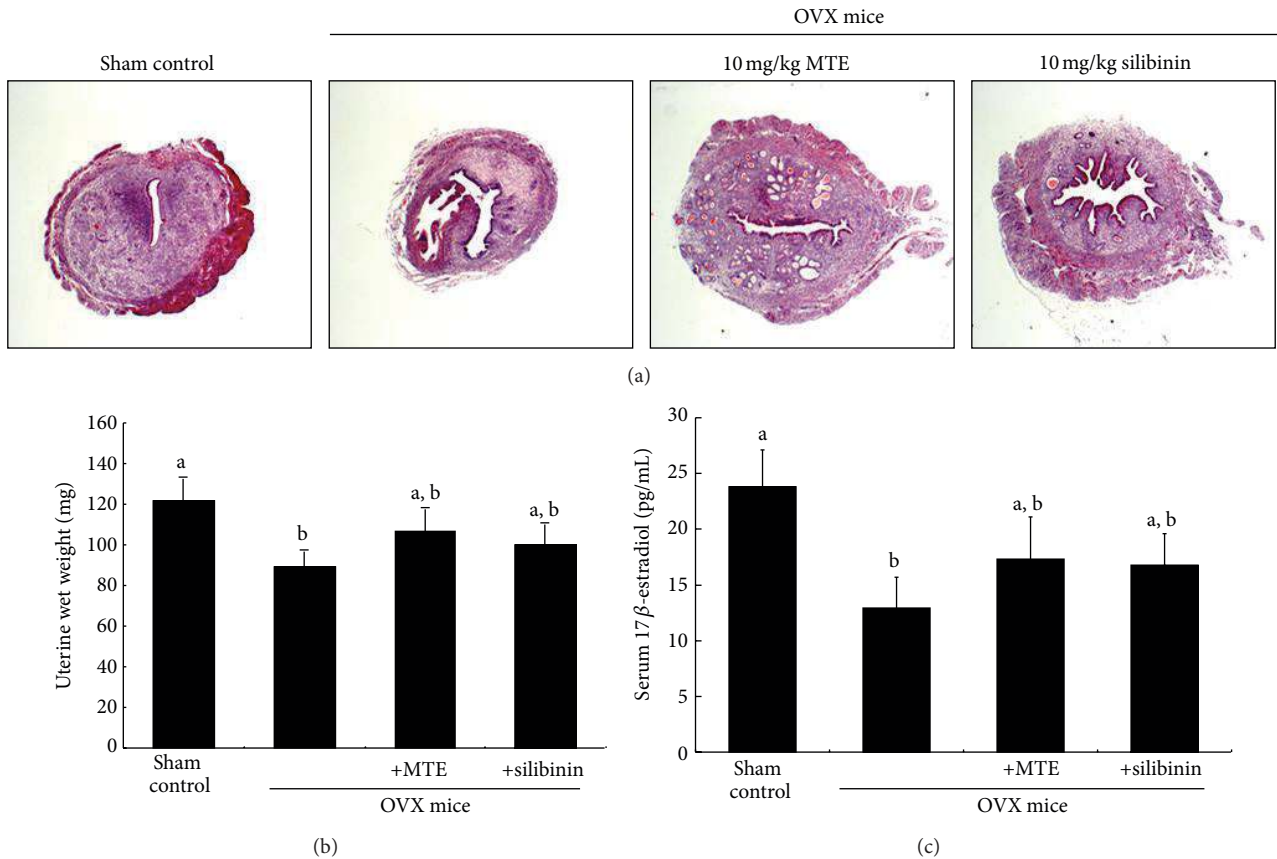 OVX mice
Sham control
10 mg/kg MTE
10 mg/kg silibinin
(a)
160
140
120
100
80
60
40
20
0
Uterine wet weight (mg)
a
b
a, b
a, b
Sham
control
+MTE
+silibinin
OVX mice
(b)
30
25
20
15
10
5
0
Serum 17β-estradiol (pg/mL)
a
b
a, b
a, b
Sham
control
+MTE
+silibinin
OVX mice
(c)